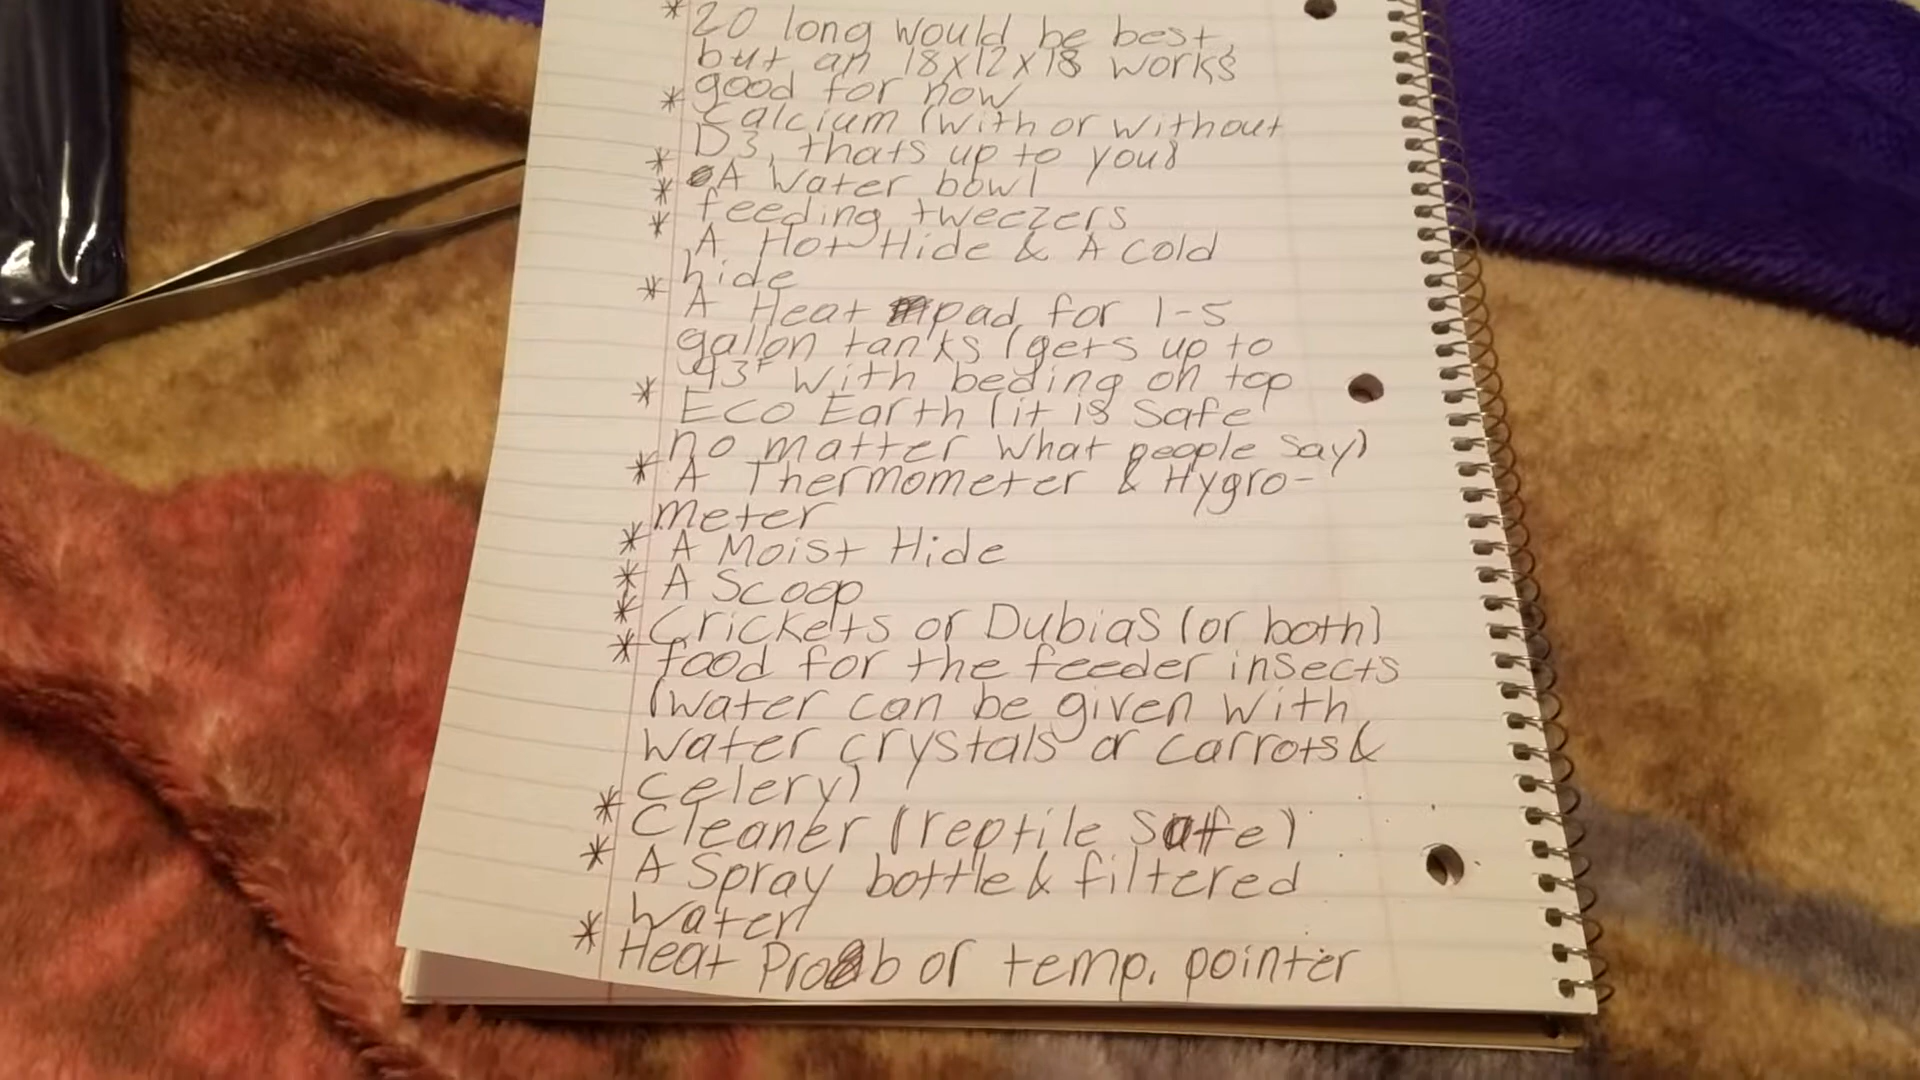 * 20 long would be best,
but an 18x12x18 works
good for now
* Calcium (with or without
D3, thats up to you)
* A Water bowl
* feeding tweezers
* A Hot Hide & A cold
hide
* A Heat pad for 1-5
gallon tanks (gets up to
93F with beding on top
* Eco Earth (it is safe
no matter what people say)
* A Thermometer & Hygro-
meter
* A Moist Hide
* A Scoop
* Crickets or Dubias (or both)
* food for the feeder insects
(water can be given with
water crystals or carrots &
celery)
* Cleaner (reptile safe)
* A Spray bottle & filtered
water
* Heat Prob or temp. pointer